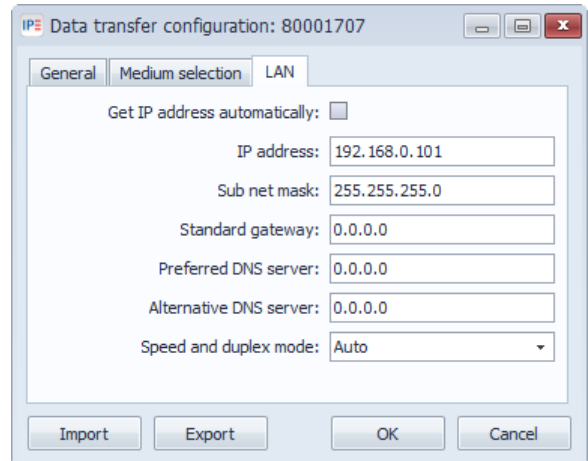 IPE Data transfer configuration: 80001707
General Medium selection LAN
Get IP address automatically:
IP address: 192.168.0.101
Sub net mask: 255.255.255.0
Standard gateway: 0.0.0.0
Preferred DNS server: 0.0.0.0
Alternative DNS server: 0.0.0.0
Speed and duplex mode: Auto
Import Export OK Cancel